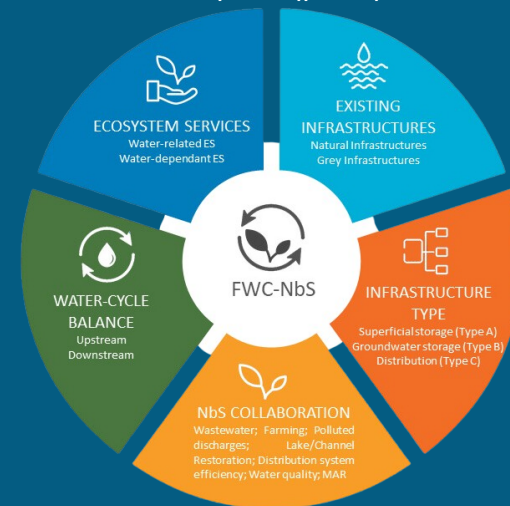 ECOSYSTEM SERVICES
Water-related ES
Water-dependant ES
EXISTING
INFRASTRUCTURES
Natural Infrastructures
Grey Infrastructures
WATER-CYCLE
BALANCE
Upstream
Downstream
FWC-NbS
INFRASTRUCTURE
TYPE
Superficial storage (Type A)
Groundwater storage (Type B)
Distribution (Type C)
NbS COLLABORATION
Wastewater; Farming; Polluted
discharges; Lake/Channel
Restoration; Distribution system
efficiency; Water quality; MAR